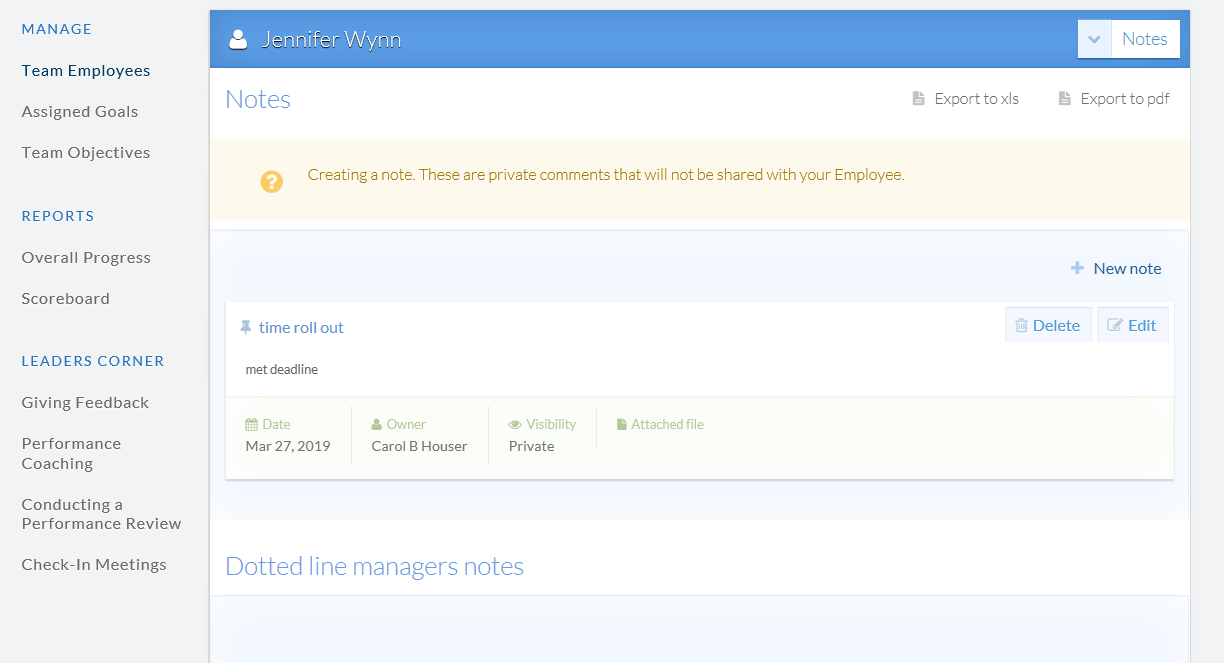 MANAGE
Team Employees
Assigned Goals
Team Objectives
REPORTS
Overall Progress
Scoreboard
LEADERS CORNER
Giving Feedback
Performance
Coaching
Conducting a
Performance Review
Check-In Meetings
Jennifer Wynn
Notes
Notes
Export to xls
Export to pdf
Creating a note. These are private comments that will not be shared with your Employee.
New note
time roll out
Delete
Edit
met deadline
Date
Mar 27, 2019
Owner
Carol B Houser
Visibility
Private
Attached file
Dotted line managers notes